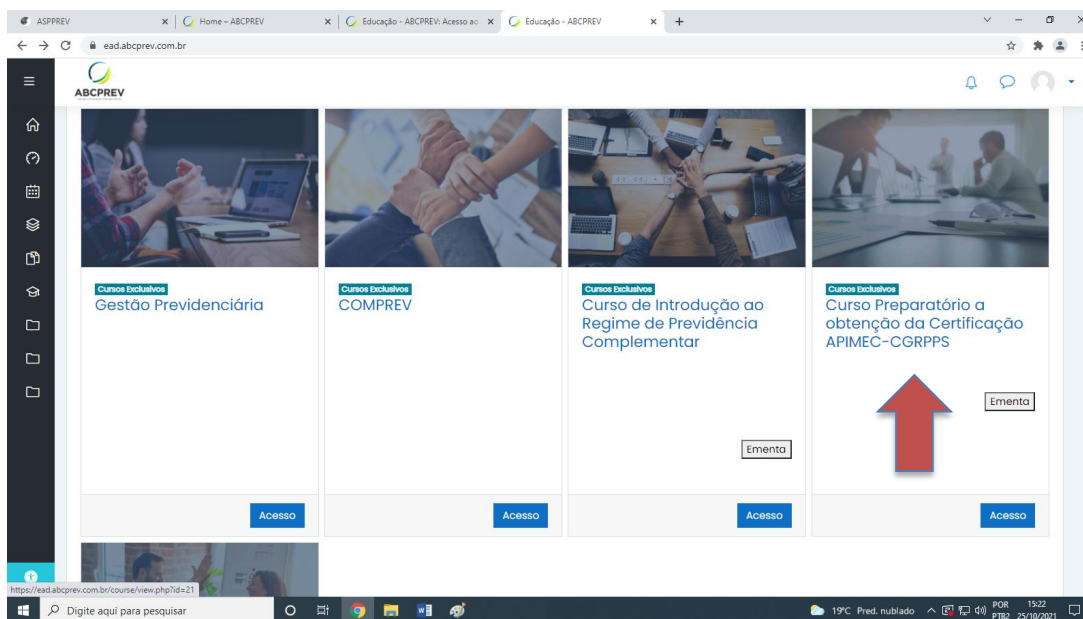 ASPPREV
Home – ABCPREV
Educação - ABCPREV: Acesso ao
Educação - ABCPREV
ead.abcprev.com.br
ABCPREV
Cursos Exclusivos
Gestão Previdenciária
Acesso
Cursos Exclusivos
COMPREV
Acesso
Cursos Exclusivos
Curso de Introdução ao
Regime de Previdência
Complementar
Ementa
Acesso
Cursos Exclusivos
Curso Preparatório a
obtenção da Certificação
APIMEC-CGRPPS
Ementa
Acesso
https://ead.abcprev.com.br/course/view.php?id=21
Digite aqui para pesquisar
19°C Pred. nublado
POR
PTB2
15:22
25/10/2021